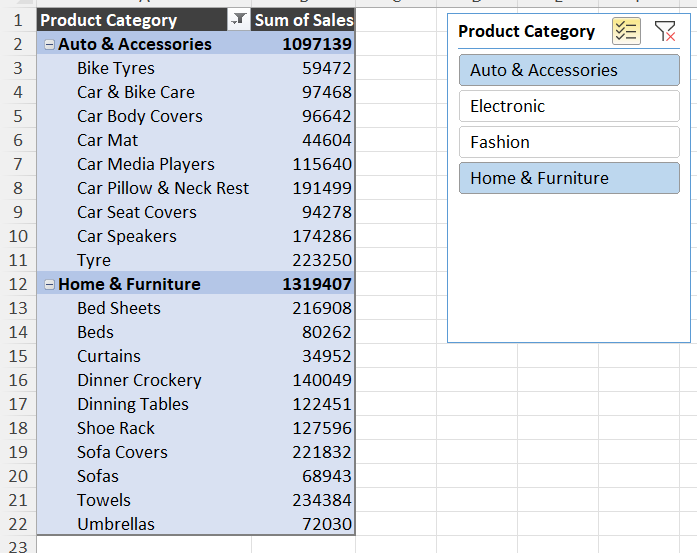 1 Product Category Sum of Sales
2 Auto & Accessories 1097139
3 Bike Tyres 59472
4 Car & Bike Care 97468
5 Car Body Covers 96642
6 Car Mat 44604
7 Car Media Players 115640
8 Car Pillow & Neck Rest 191499
9 Car Seat Covers 94278
10 Car Speakers 174286
11 Tyre 223250
12 Home & Furniture 1319407
13 Bed Sheets 216908
14 Beds 80262
15 Curtains 34952
16 Dinner Crockery 140049
17 Dinning Tables 122451
18 Shoe Rack 127596
19 Sofa Covers 221832
20 Sofas 68943
21 Towels 234384
22 Umbrellas 72030
23
Product Category
Auto & Accessories
Electronic
Fashion
Home & Furniture